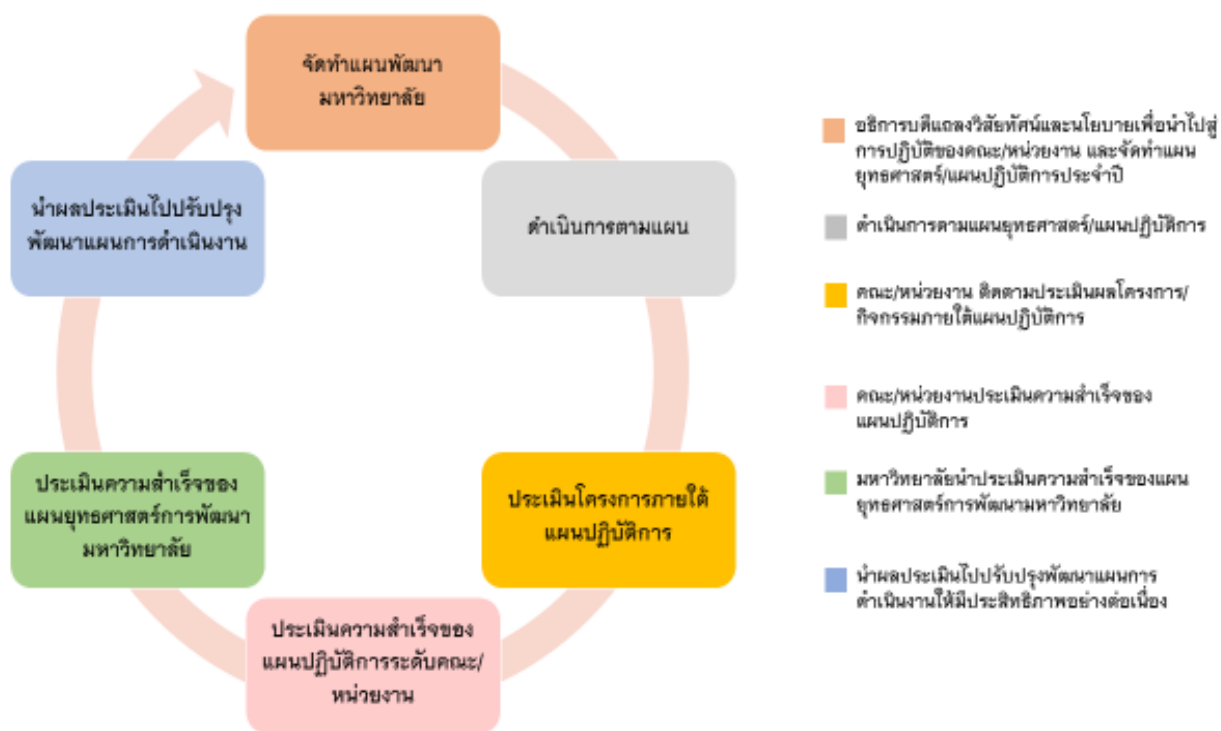 จัดทำแผนพัฒนา
มหาวิทยาลัย
ดำเนินการตามแผน
ประเมินโครงการภายใต้
แผนปฏิบัติการ
ประเมินความสำเร็จของ
แผนปฏิบัติการระดับคณะ/
หน่วยงาน
ประเมินความสำเร็จของ
แผนยุทธศาสตร์การพัฒนา
มหาวิทยาลัย
นำผลประเมินไปปรับปรุง
พัฒนาแผนการดำเนินงาน
อธิการบดีแถลงวิสัยทัศน์และนโยบายเพื่อนำไปสู่
การปฏิบัติของคณะ/หน่วยงาน และจัดทำแผน
ยุทธศาสตร์/แผนปฏิบัติการประจำปี
ดำเนินการตามแผนยุทธศาสตร์/แผนปฏิบัติการ
คณะ/หน่วยงาน ติดตามประเมินผลโครงการ/
กิจกรรมภายใต้แผนปฏิบัติการ
คณะ/หน่วยงานประเมินความสำเร็จของ
แผนปฏิบัติการ
มหาวิทยาลัยนำประเมินความสำเร็จของแผน
ยุทธศาสตร์การพัฒนามหาวิทยาลัย
นำผลประเมินไปปรับปรุงพัฒนาแผนการ
ดำเนินงานให้มีประสิทธิภาพอย่างต่อเนื่อง